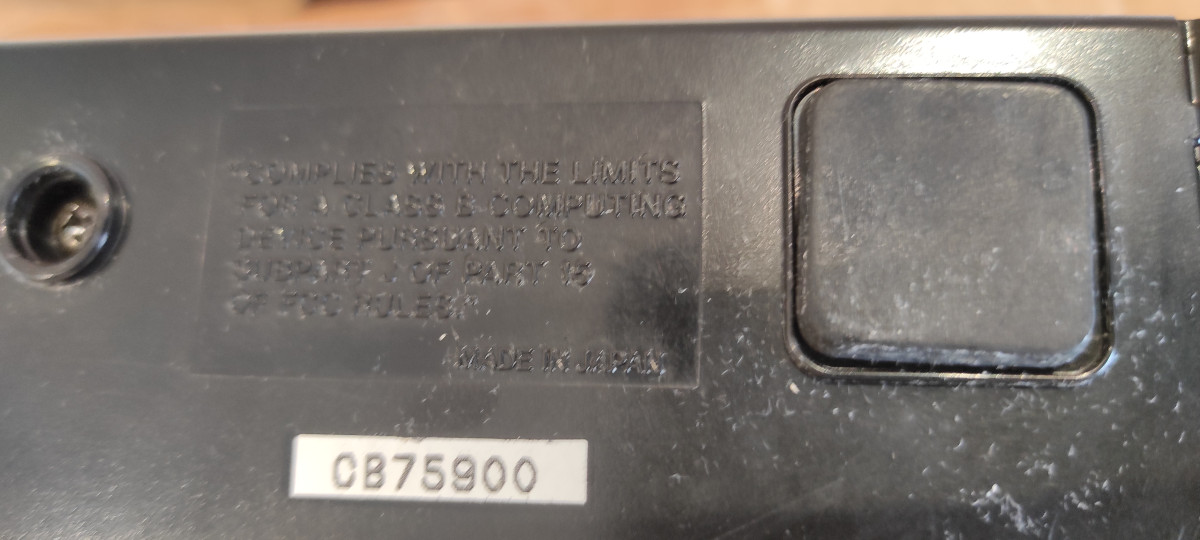 "COMPLIES WITH THE LIMITS
FOR A CLASS B COMPUTING
DEVICE PURSUANT TO
SUBPART J OF PART 15
OF FCC RULES."
MADE IN JAPAN
CB75900